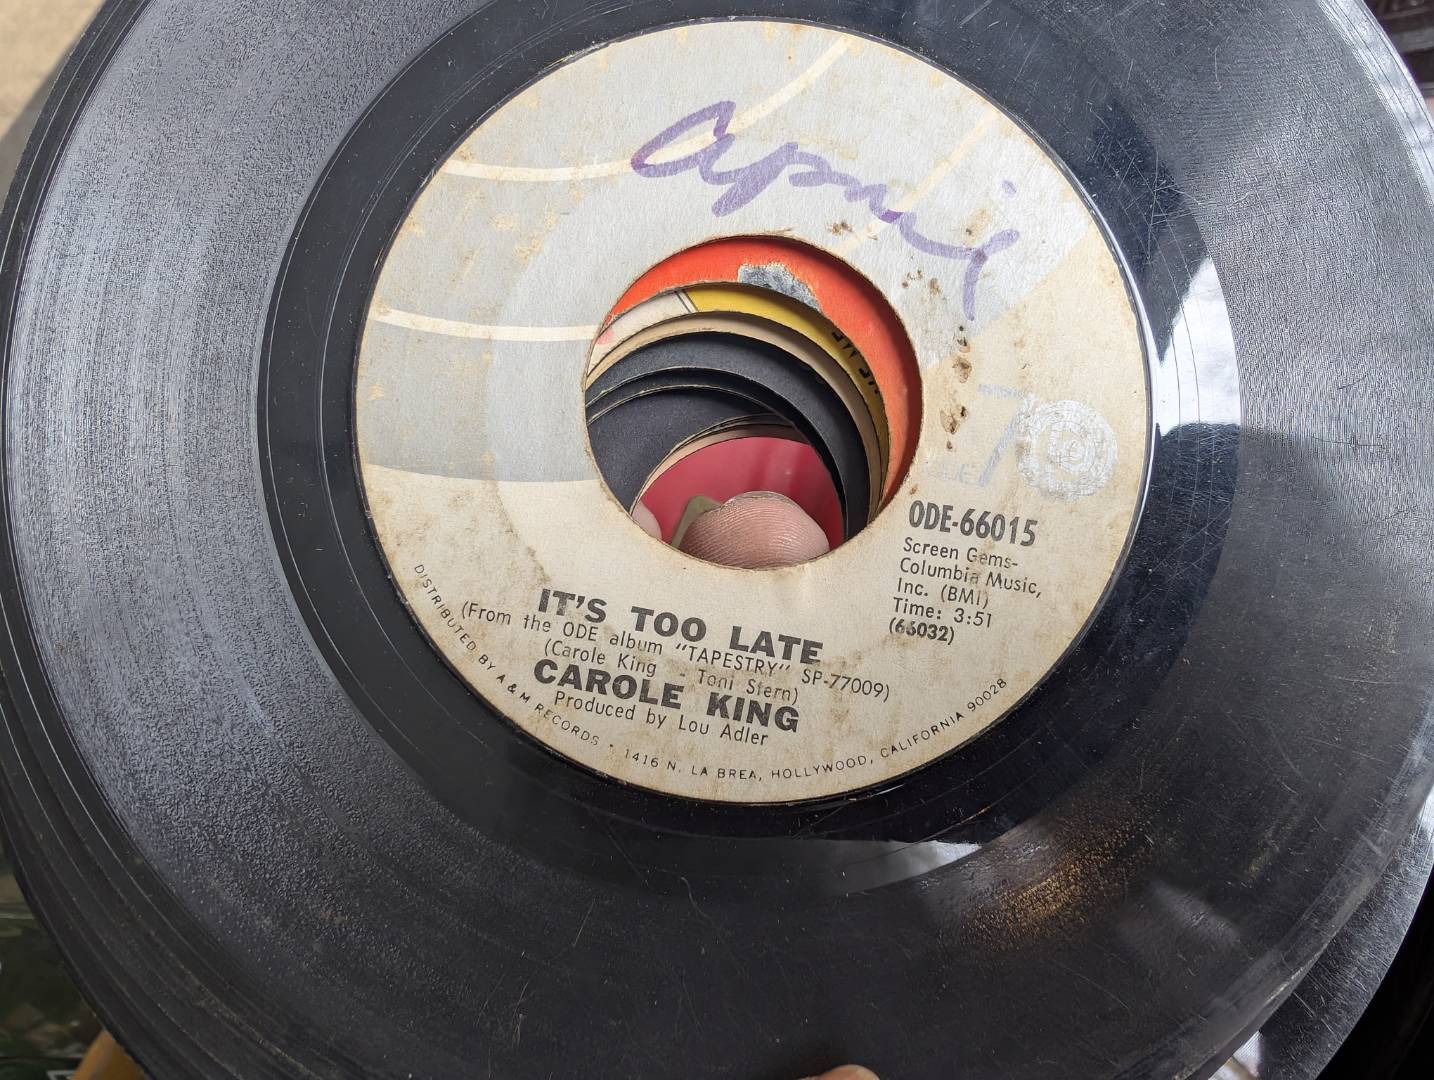 April
70
ODE-66015
Screen Gems-
Columbia Music,
Inc. (BMI)
Time: 3:51
(66032)
IT'S TOO LATE
(From the ODE album "TAPESTRY" SP-77009)
(Carole King - Toni Stern)
CAROLE KING
Produced by Lou Adler
DISTRIBUTED BY A & M RECORDS • 1416 N. LA BREA, HOLLYWOOD, CALIFORNIA 90028